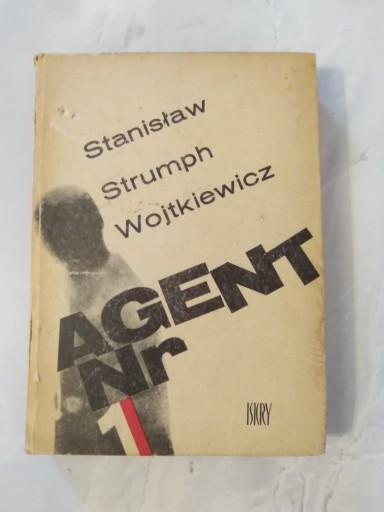 Stanisław
Strumph
Wojtkiewicz
AGENT
Nr
1
ISKRY